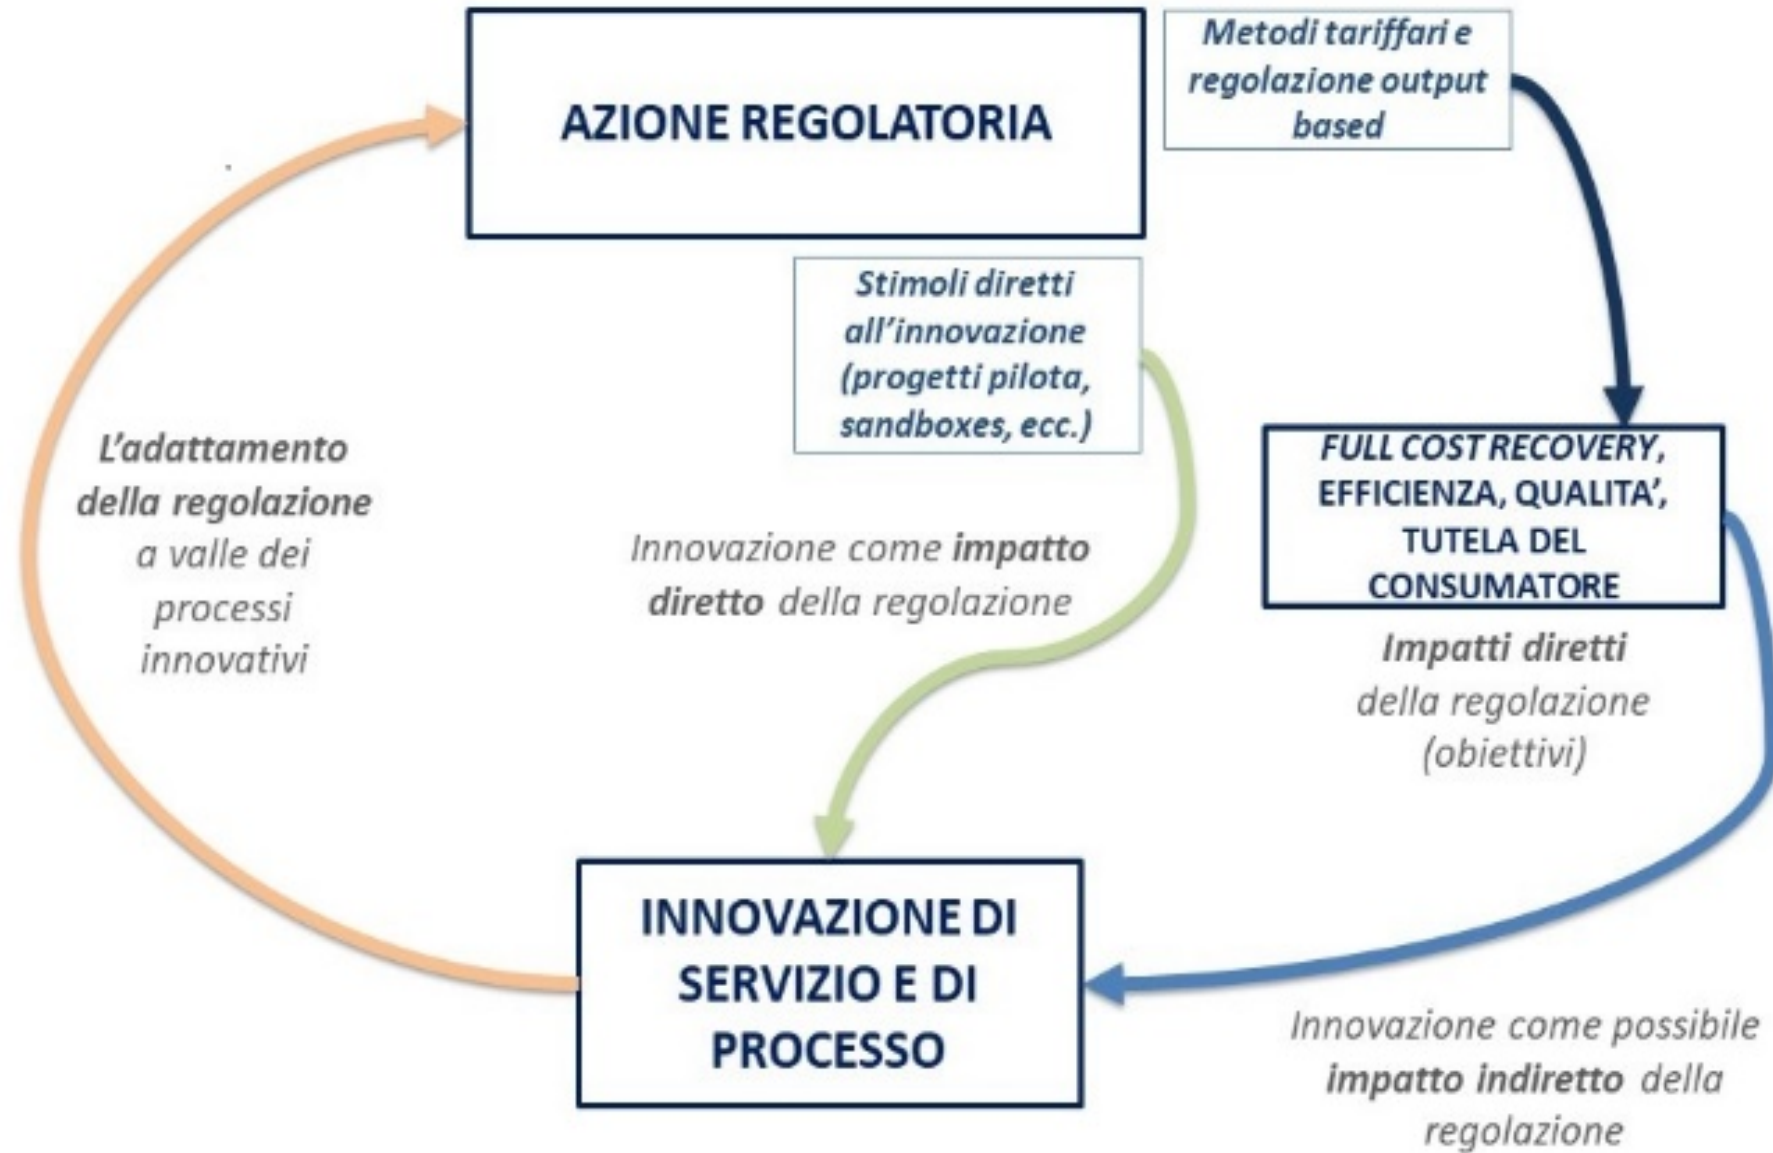 AZIONE REGOLATORIA
Metodi tariffari e
regolazione output
based
Stimoli diretti
all’innovazione
(progetti pilota,
sandboxes, ecc.)
L’adattamento
della regolazione
a valle dei
processi
innovativi
Innovazione come impatto
diretto della regolazione
FULL COST RECOVERY,
EFFICIENZA, QUALITA’,
TUTELA DEL
CONSUMATORE
Impatti diretti
della regolazione
(obiettivi)
INNOVAZIONE DI
SERVIZIO E DI
PROCESSO
Innovazione come possibile
impatto indiretto della
regolazione